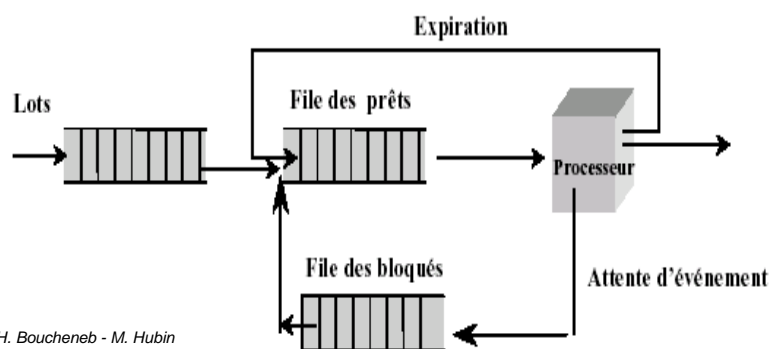 Expiration
Lots
File des prêts
Processeur
File des bloqués
Attente d'événement
H. Boucheneb - M. Hubin